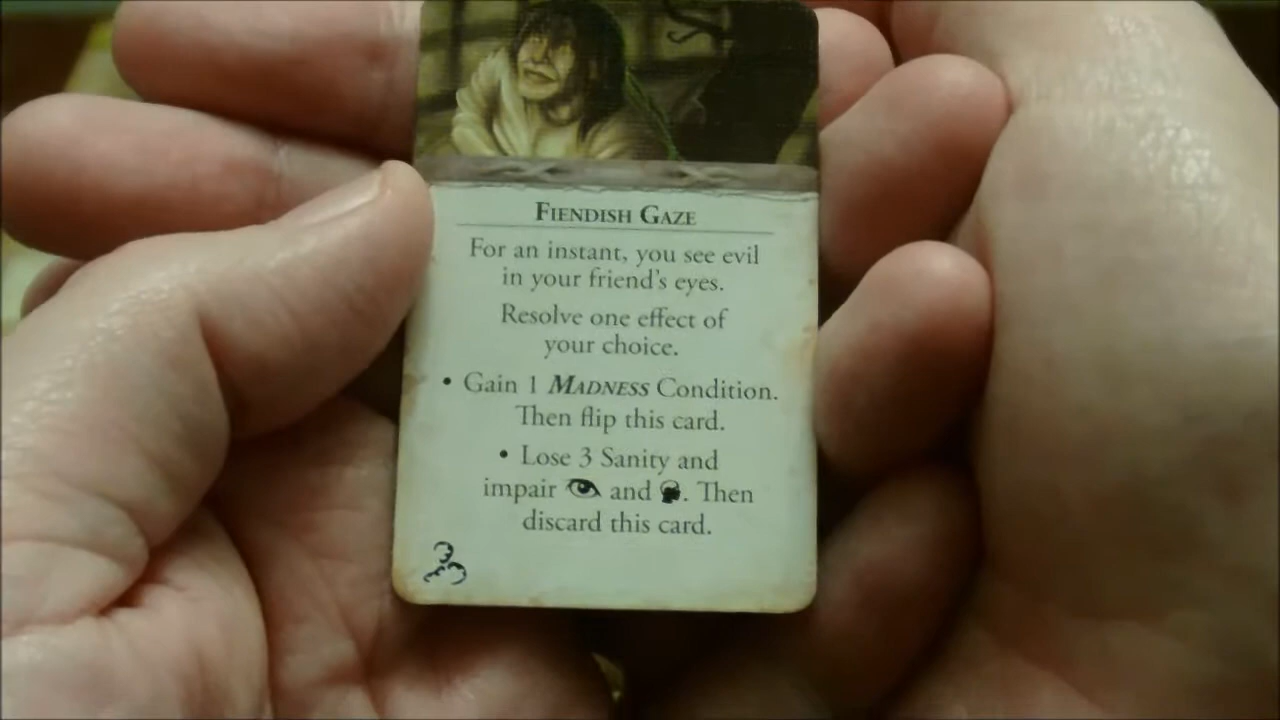 Fiendish Gaze
For an instant, you see evil
in your friend's eyes.
Resolve one effect of
your choice.
• Gain 1 Madness Condition.
Then flip this card.
• Lose 3 Sanity and
impair and . Then
discard this card.